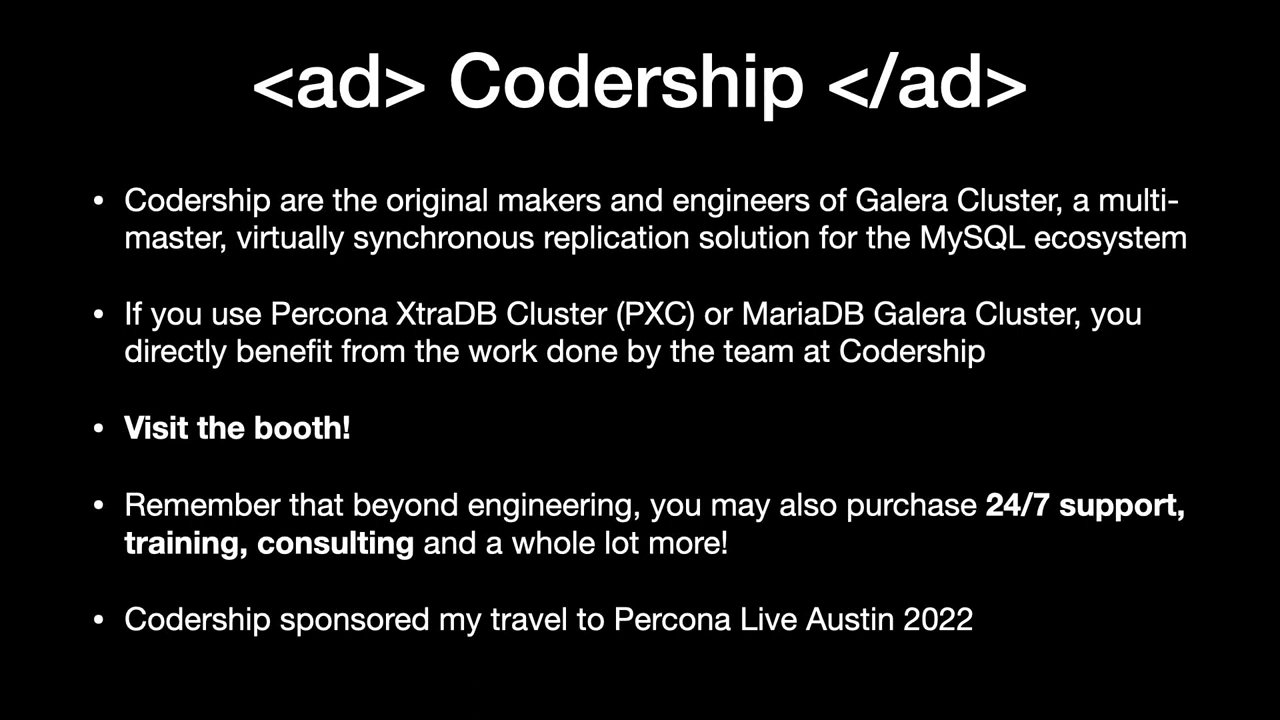 <ad> Codership </ad>
• Codership are the original makers and engineers of Galera Cluster, a multi-
master, virtually synchronous replication solution for the MySQL ecosystem
• If you use Percona XtraDB Cluster (PXC) or MariaDB Galera Cluster, you
directly benefit from the work done by the team at Codership
• Visit the booth!
• Remember that beyond engineering, you may also purchase 24/7 support,
training, consulting and a whole lot more!
• Codership sponsored my travel to Percona Live Austin 2022